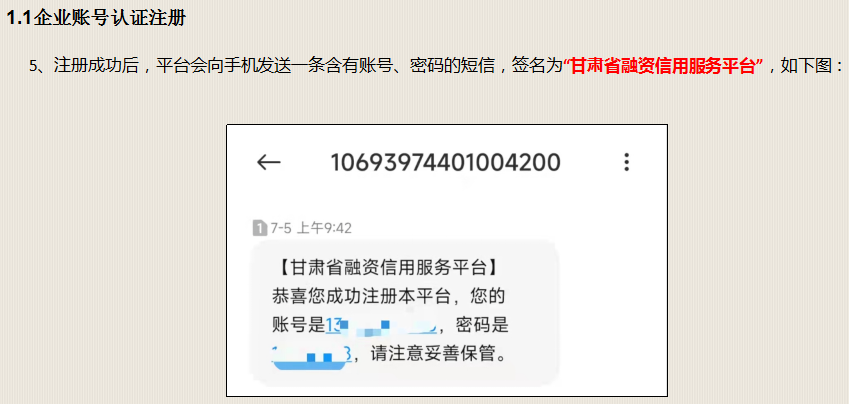 1.1企业账号认证注册
5、注册成功后，平台会向手机发送一条含有账号、密码的短信，签名为“甘肃省融资信用服务平台”，如下图：
10693974401004200
1 7-5 上午9:42
【甘肃省融资信用服务平台】
恭喜您成功注册本平台，您的
账号是13，密码是
，请注意妥善保管。